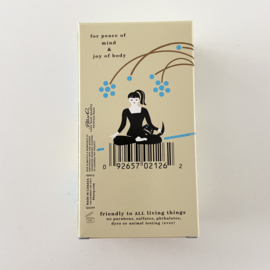 for peace of
mind
&
joy of body
0 92657 02126 2
friendly to ALL living things
no parabens, sulfates, phthalates,
dyes or animal testing (ever)